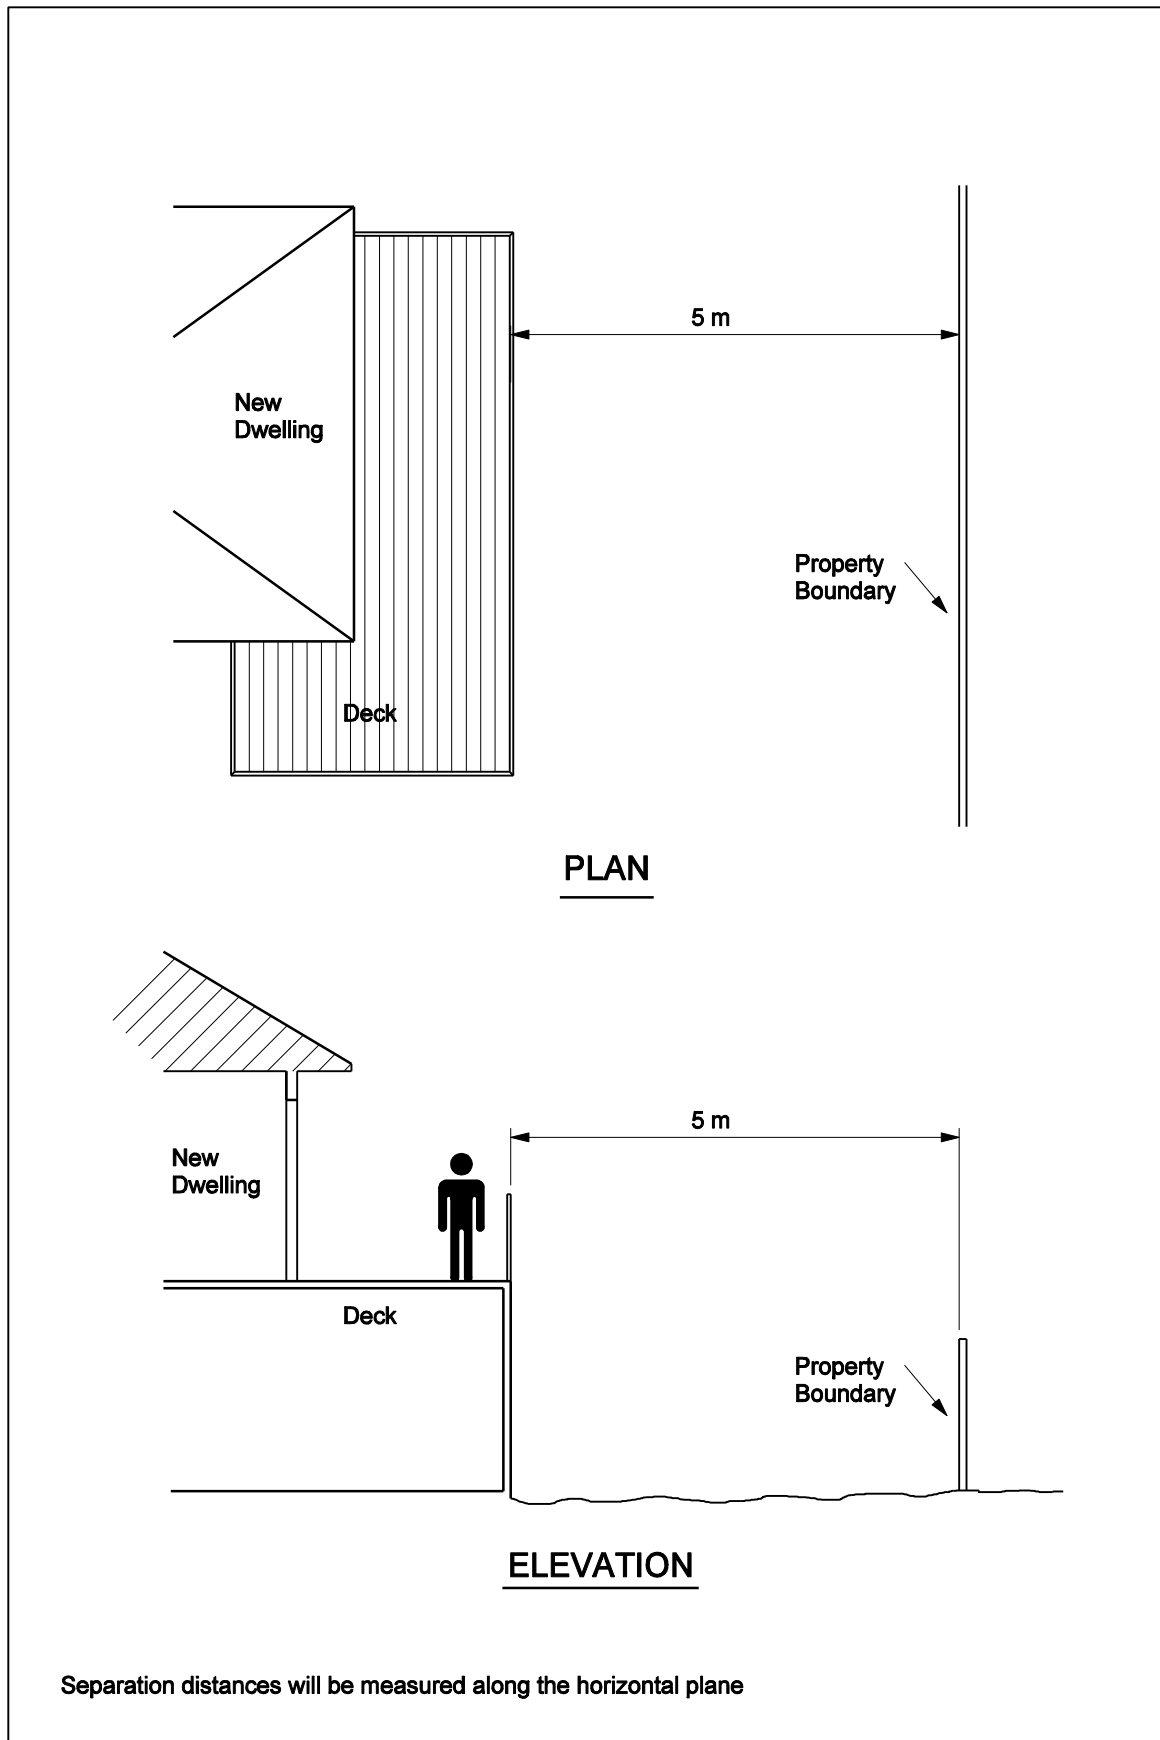 5 m
New
Dwelling
Property
Boundary
Deck
PLAN
5 m
New
Dwelling
Deck
Property
Boundary
ELEVATION
Separation distances will be measured along the horizontal plane